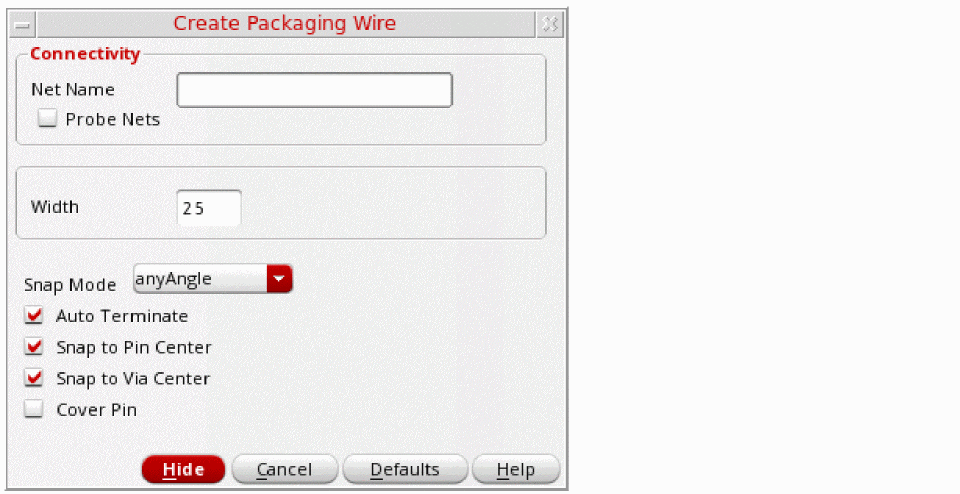 Create Packaging Wire
Connectivity
Net Name
Probe Nets
Width 25
Snap Mode anyAngle
Auto Terminate
Snap to Pin Center
Snap to Via Center
Cover Pin
Hide Cancel Defaults Help